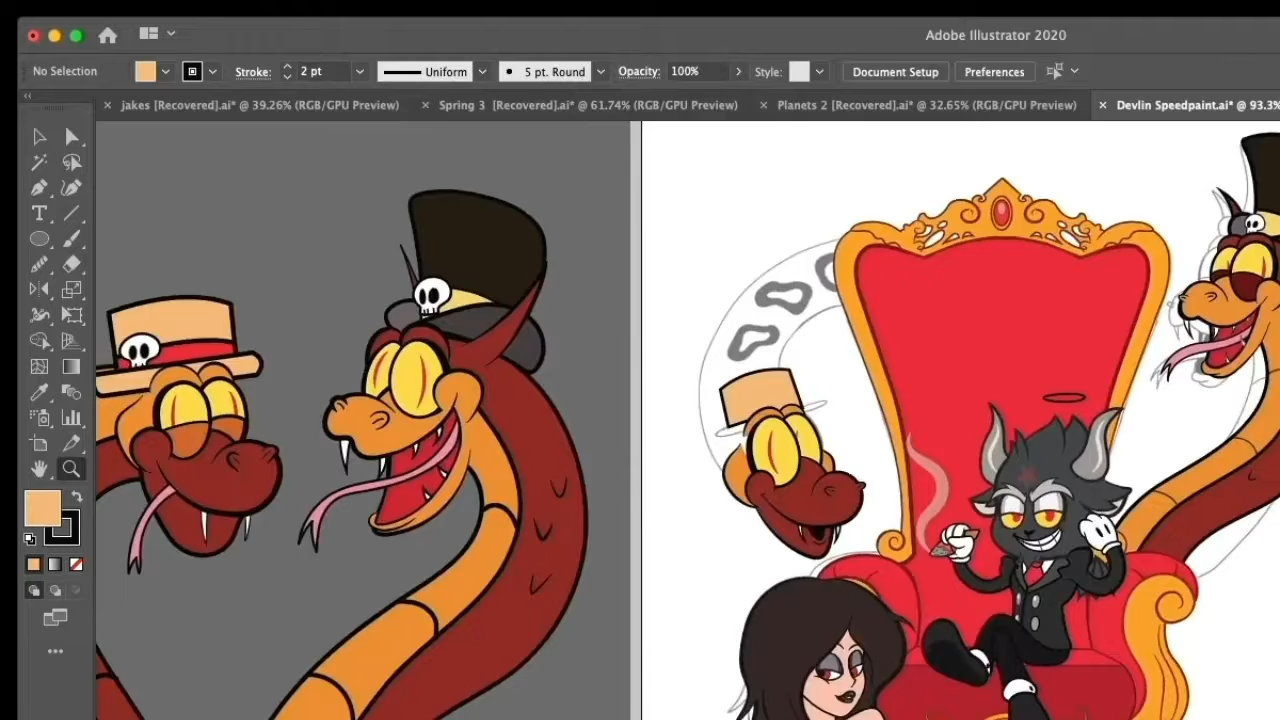 Adobe Illustrator 2020
No Selection Stroke: 2 pt Uniform 5 pt. Round Opacity: 100% Style: Document Setup Preferences
jakes [Recovered].ai* @ 39.26% (RGB/GPU Preview) Spring 3 [Recovered].ai* @ 61.74% (RGB/GPU Preview) Planets 2 [Recovered].ai* @ 32.65% (RGB/GPU Preview) Devlin Speedpaint.ai* @ 93.3%